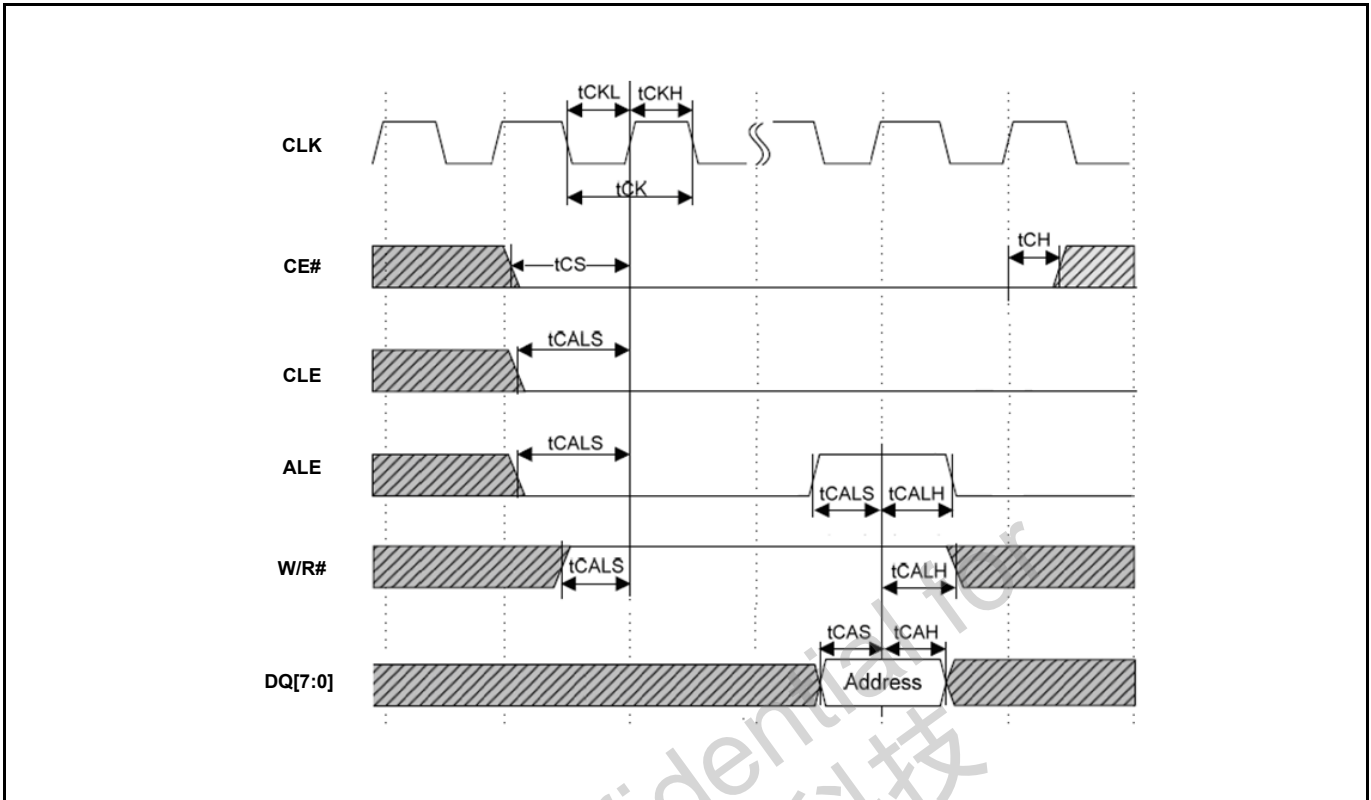 tCKL tCKH
CLK
tCK
tCH
CE#
tCS
tCALS
CLE
tCALS
ALE
tCALS tCALH
W/R#
tCALS
tCALH
tCAS tCAH
DQ[7:0]
Address